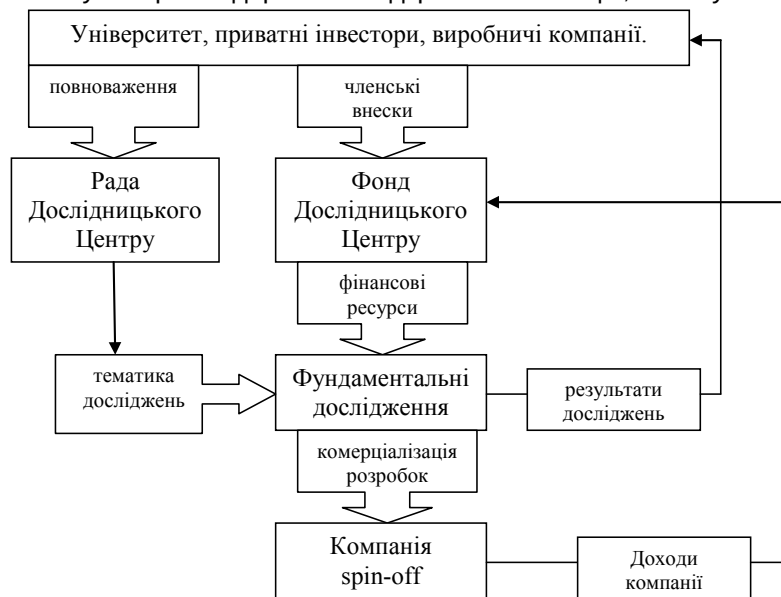 Університет, приватні інвестори, виробничі компанії.
повноваження
членські
внески
Рада
Дослідницького
Центру
Фонд
Дослідницького
Центру
фінансові
ресурси
тематика
досліджень
Фундаментальні
дослідження
результати
досліджень
комерціалізація
розробок
Компанія
spin-off
Доходи
компанії